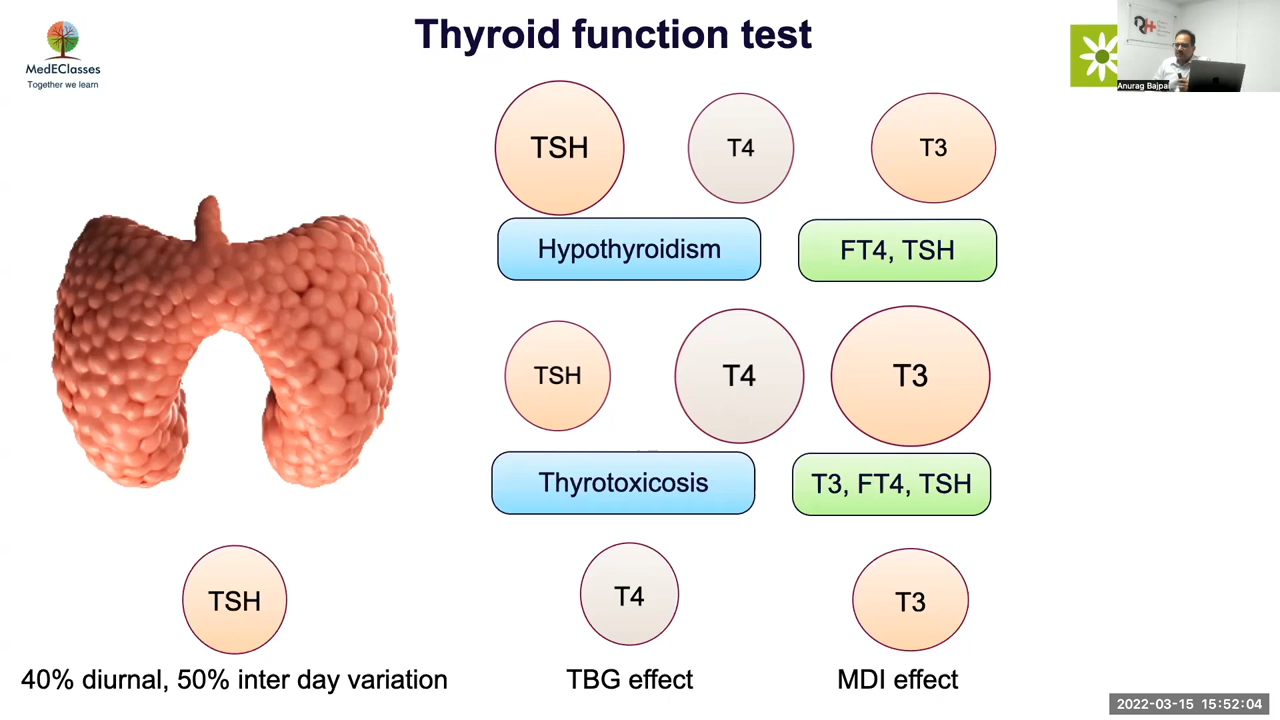 Thyroid function test
MedEClasses
Together we learn
Anurag Bajpai
TSH
T4
T3
Hypothyroidism
FT4, TSH
TSH
T4
T3
Thyrotoxicosis
T3, FT4, TSH
TSH
T4
T3
40% diurnal, 50% inter day variation
TBG effect
MDI effect
2022-03-15 15:52:04